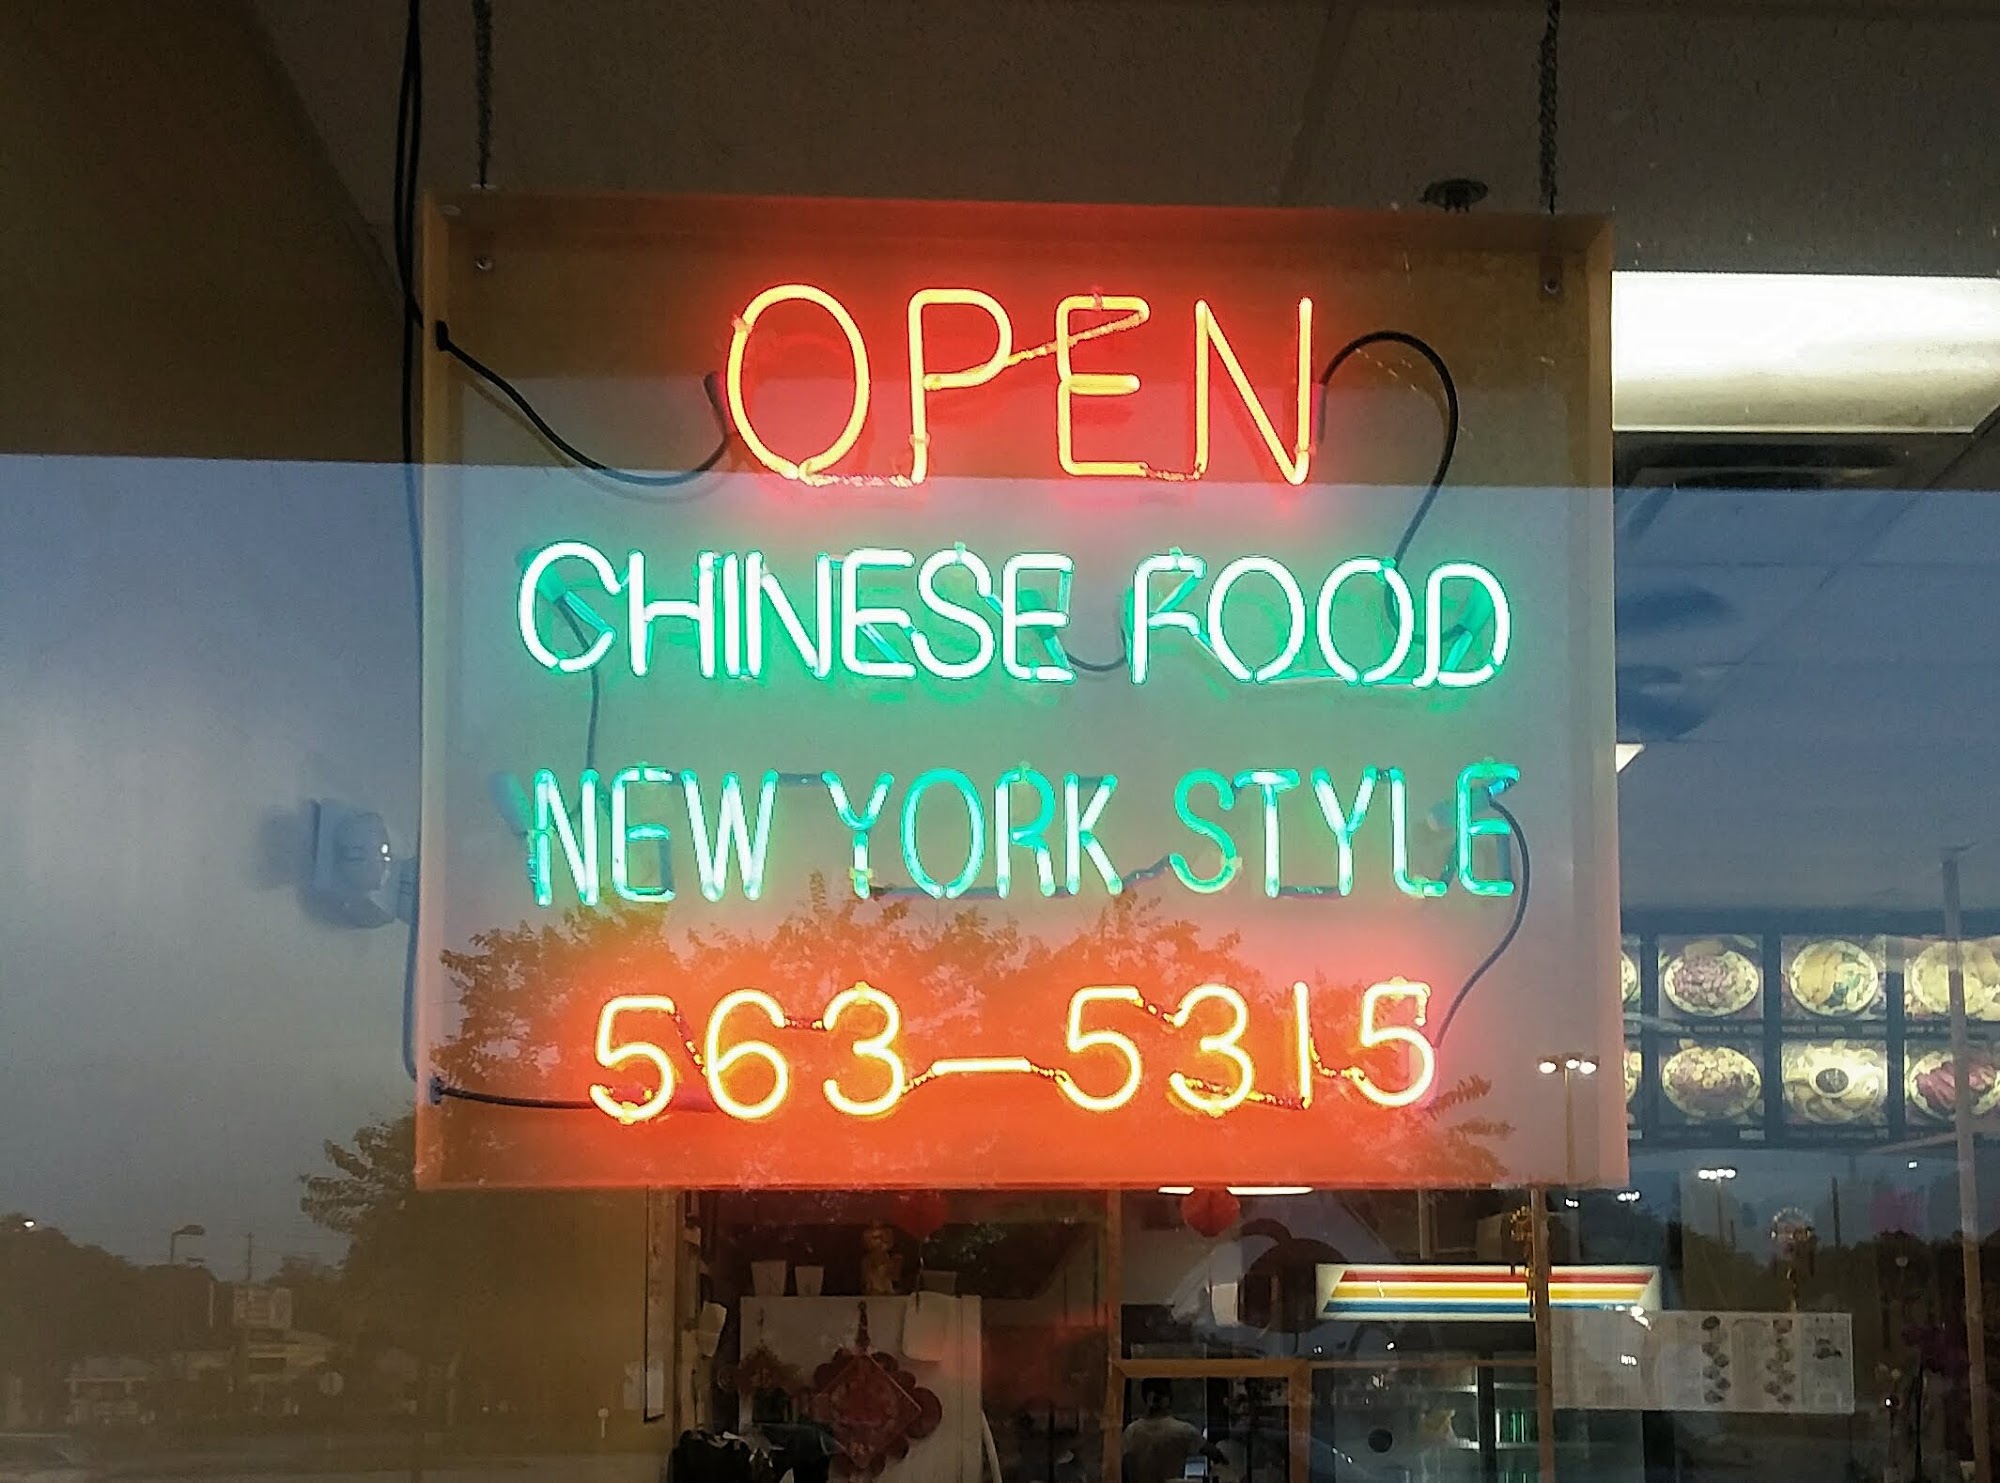 OPEN
CHINESE FOOD
NEW YORK STYLE
563-5315